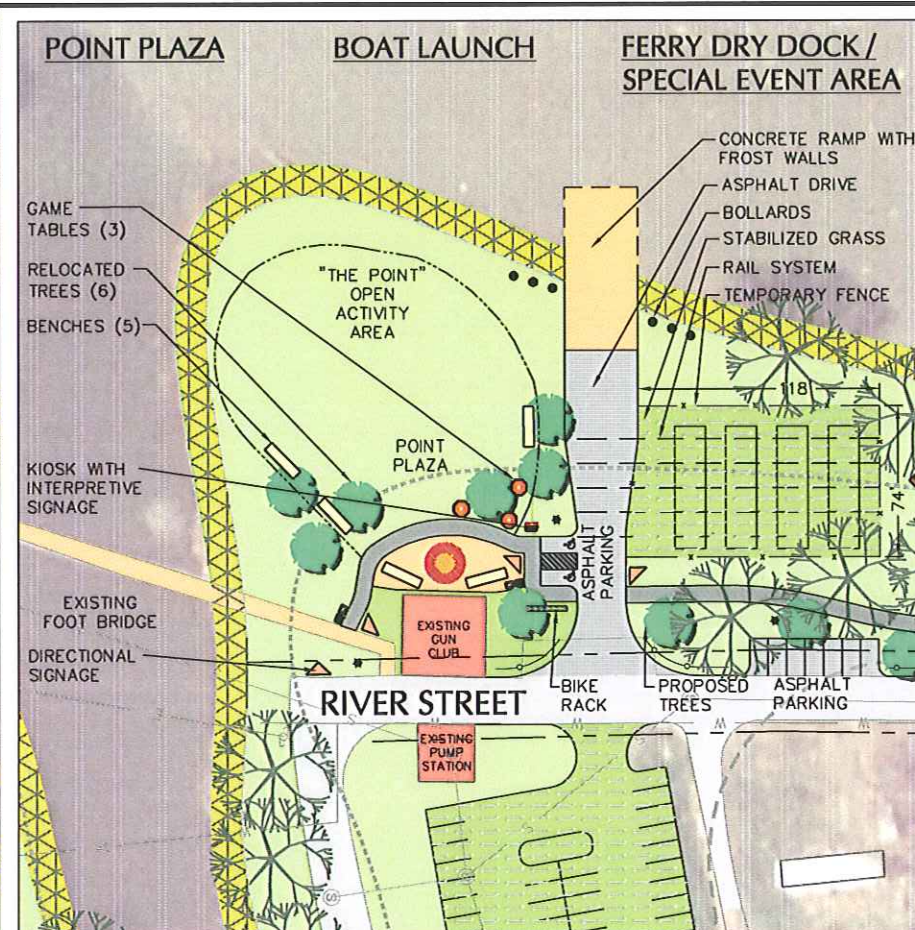 POINT PLAZA
BOAT LAUNCH
FERRY DRY DOCK /
SPECIAL EVENT AREA
CONCRETE RAMP WITH
FROST WALLS
ASPHALT DRIVE
BOLLARDS
STABILIZED GRASS
RAIL SYSTEM
TEMPORARY FENCE
GAME
TABLES (3)
RELOCATED
TREES (6)
BENCHES (5)
"THE POINT"
OPEN
ACTIVITY
AREA
118
74
POINT
PLAZA
KIOSK WITH
INTERPRETIVE
SIGNAGE
ASPHALT
PARKING
EXISTING
FOOT BRIDGE
EXISTING
GUN
CLUB
DIRECTIONAL
SIGNAGE
RIVER STREET
BIKE
RACK
PROPOSED
TREES
ASPHALT
PARKING
EXISTING
PUMP
STATION